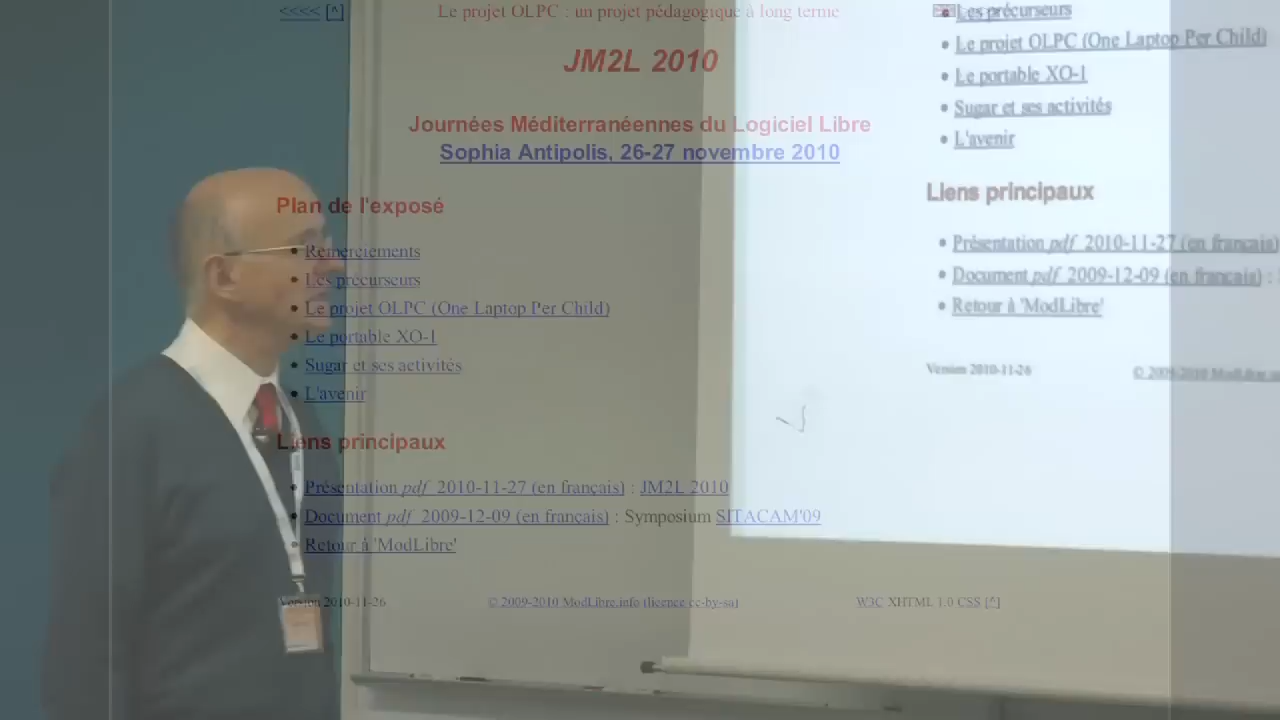 <<<< [^]
Le projet OLPC : un projet pédagogique à long terme
JM2L 2010
Journées Méditerranéennes du Logiciel Libre
Sophia Antipolis, 26-27 novembre 2010
Plan de l'exposé
Remerciements
Les précurseurs
Le projet OLPC (One Laptop Per Child)
Le portable XO-1
Sugar et ses activités
L'avenir
Liens principaux
Présentation pdf 2010-11-27 (en français) : JM2L 2010
Document pdf 2009-12-09 (en français) : Symposium SITACAM'09
Retour à 'ModLibre'
Version 2010-11-26
© 2009-2010 ModLibre.info (licence cc-by-sa)
W3C XHTML 1.0 CSS [^]
Les précurseurs
Le projet OLPC (One Laptop Per Child)
Le portable XO-1
Sugar et ses activités
L'avenir
Liens principaux
Présentation pdf 2010-11-27 (en français)
Document pdf 2009-12-09 (en français) :
Retour à 'ModLibre'
Version 2010-11-26
© 2009-2010 ModLibre